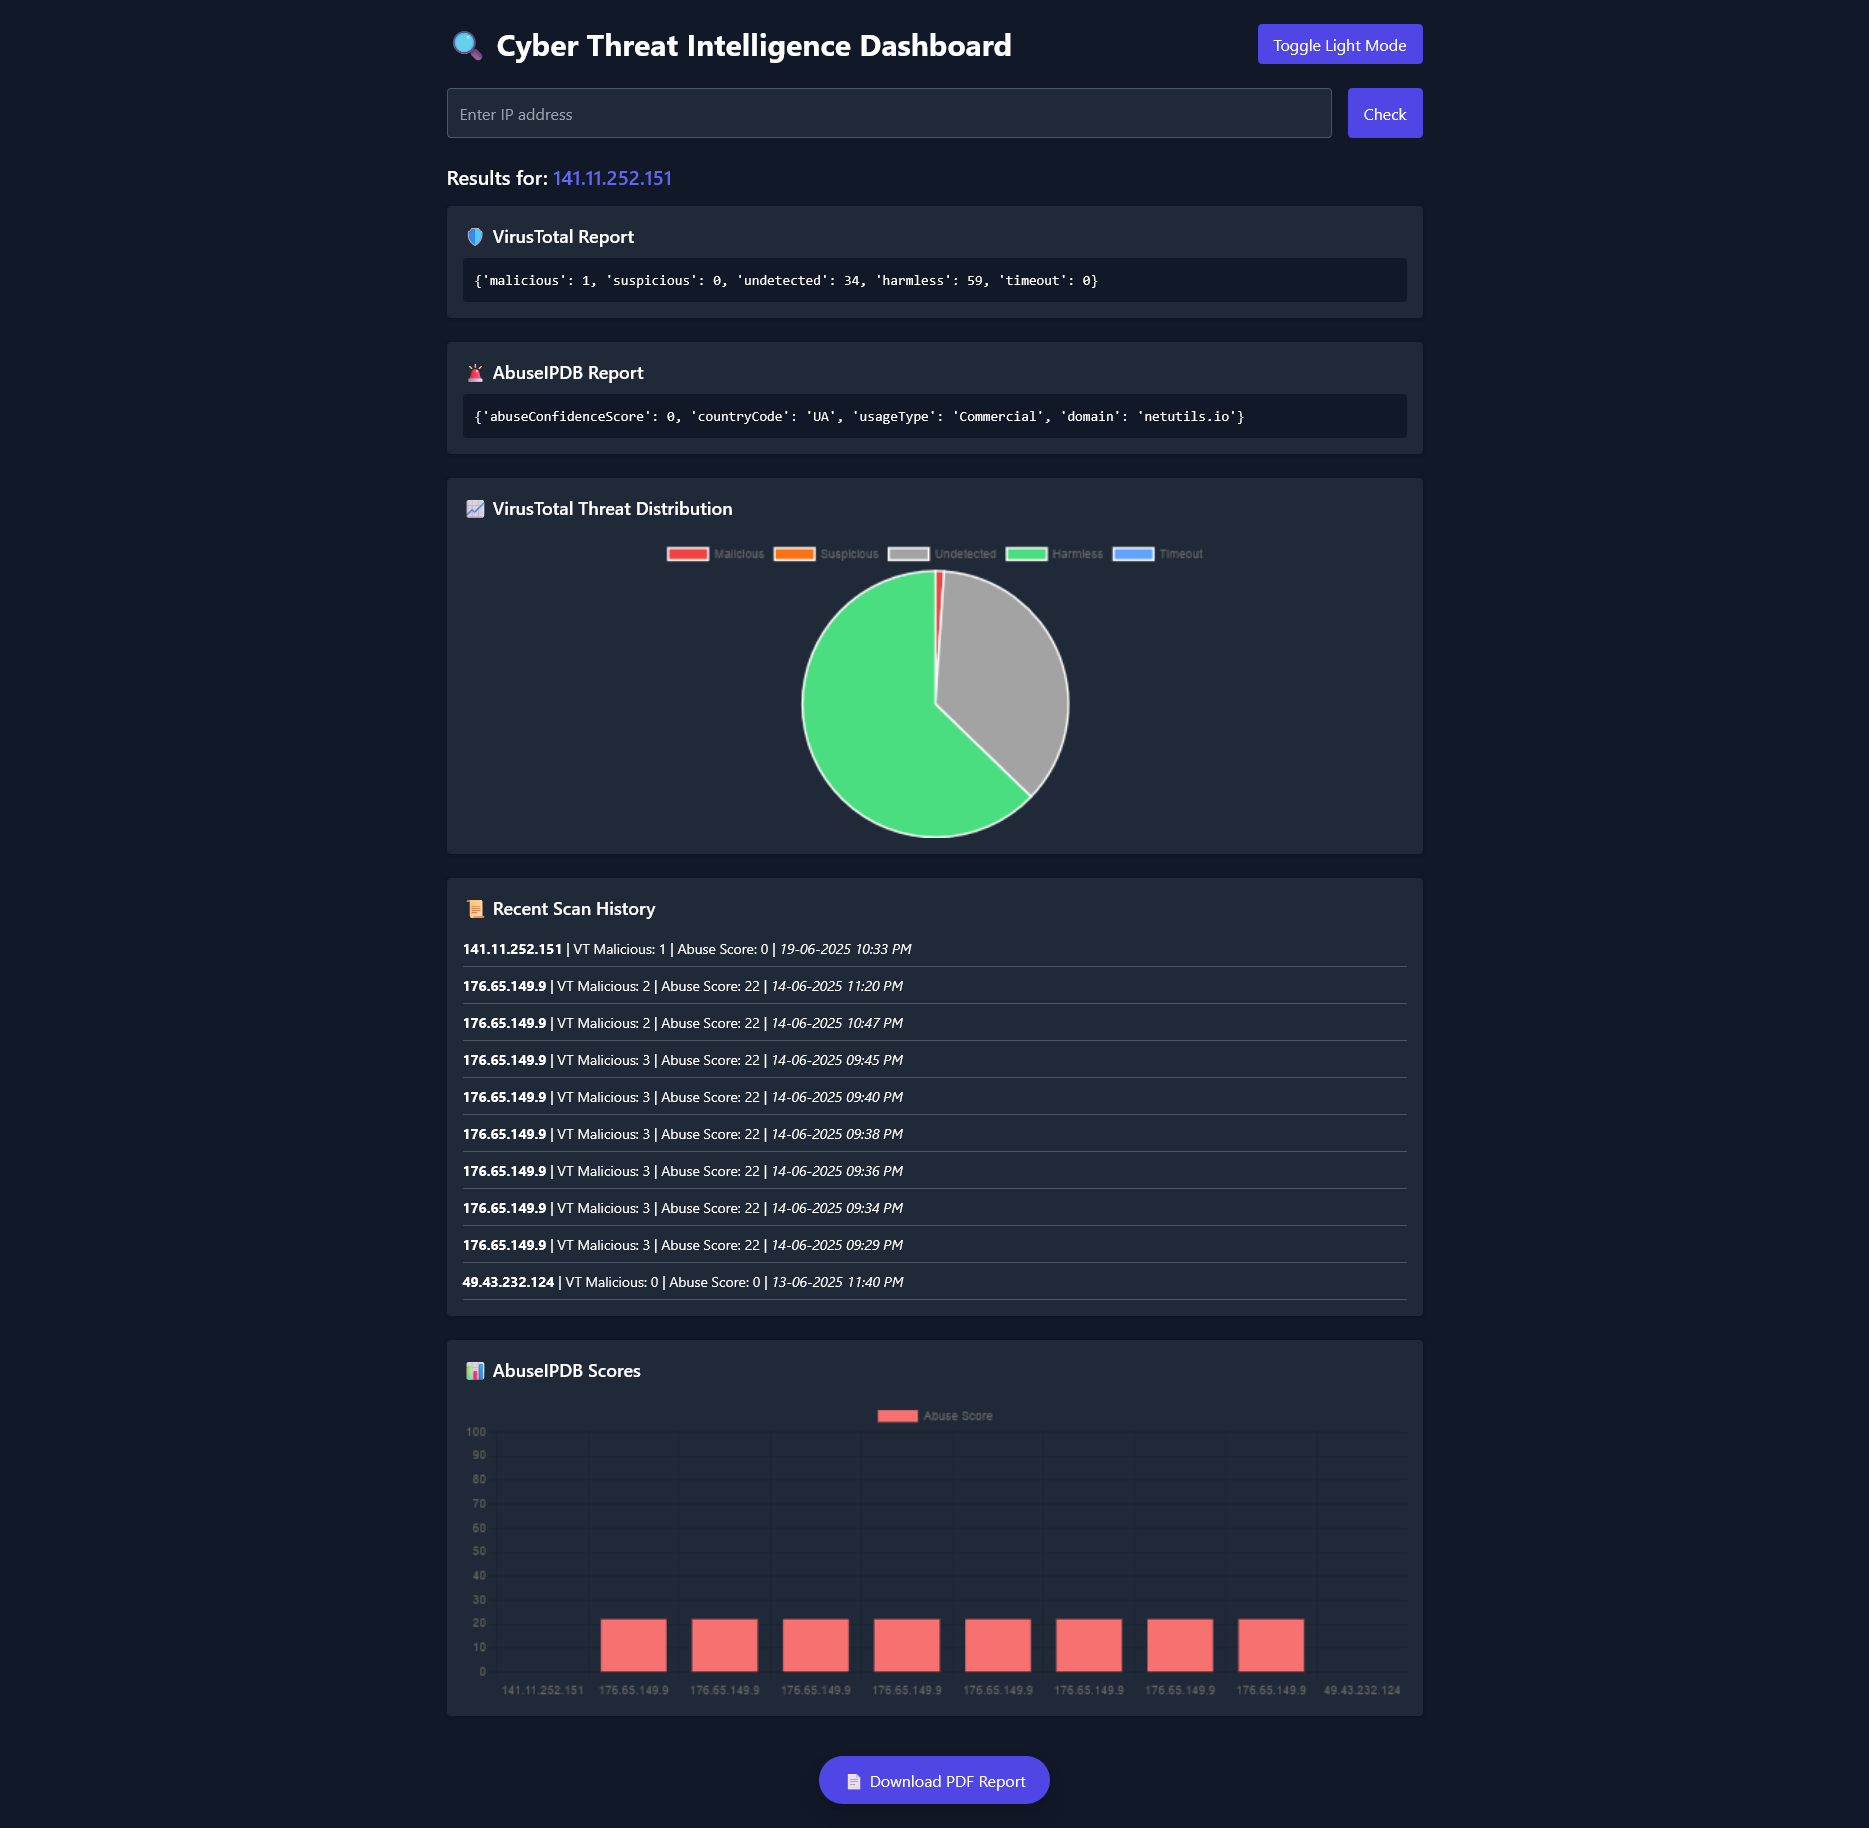 Cyber Threat Intelligence Dashboard
Toggle Light Mode
Enter IP address
Check
Results for: 141.11.252.151
VirusTotal Report
{'malicious': 1, 'suspicious': 0, 'undetected': 34, 'harmless': 59, 'timeout': 0}
AbuseIPDB Report
{'abuseConfidenceScore': 0, 'countryCode': 'UA', 'usageType': 'Commercial', 'domain': 'netutils.io'}
VirusTotal Threat Distribution
Malicious Suspicious Undetected Harmless Timeout
Recent Scan History
141.11.252.151 | VT Malicious: 1 | Abuse Score: 0 | 19-06-2025 10:33 PM
176.65.149.9 | VT Malicious: 2 | Abuse Score: 22 | 14-06-2025 11:20 PM
176.65.149.9 | VT Malicious: 2 | Abuse Score: 22 | 14-06-2025 10:47 PM
176.65.149.9 | VT Malicious: 3 | Abuse Score: 22 | 14-06-2025 09:45 PM
176.65.149.9 | VT Malicious: 3 | Abuse Score: 22 | 14-06-2025 09:40 PM
176.65.149.9 | VT Malicious: 3 | Abuse Score: 22 | 14-06-2025 09:38 PM
176.65.149.9 | VT Malicious: 3 | Abuse Score: 22 | 14-06-2025 09:36 PM
176.65.149.9 | VT Malicious: 3 | Abuse Score: 22 | 14-06-2025 09:34 PM
176.65.149.9 | VT Malicious: 3 | Abuse Score: 22 | 14-06-2025 09:29 PM
49.43.232.124 | VT Malicious: 0 | Abuse Score: 0 | 13-06-2025 11:40 PM
AbuseIPDB Scores
Abuse Score
100
90
80
70
60
50
40
30
20
10
0
141.11.252.151 176.65.149.9 176.65.149.9 176.65.149.9 176.65.149.9 176.65.149.9 176.65.149.9 176.65.149.9 176.65.149.9 49.43.232.124
Download PDF Report